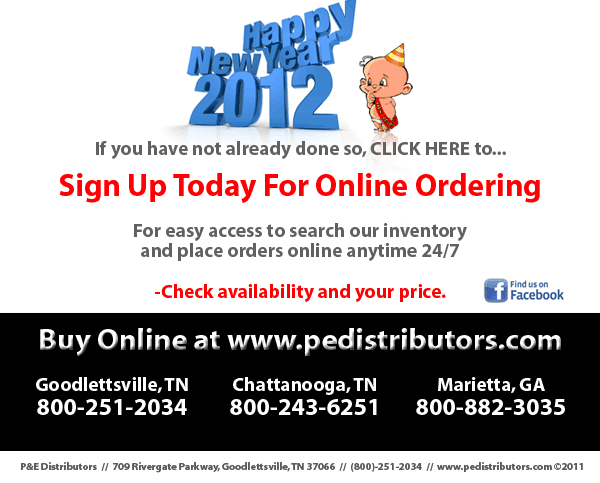 Happy
New Year
2012
If you have not already done so, CLICK HERE to...
Sign Up Today For Online Ordering
For easy access to search our inventory
and place orders online anytime 24/7
-Check availability and your price.
Find us on
Facebook
Buy Online at www.pedistributors.com
Goodlettsville, TN Chattanooga, TN Marietta, GA
800-251-2034 800-243-6251 800-882-3035
P&E Distributors // 709 Rivergate Parkway, Goodlettsville, TN 37066 // (800)-251-2034 // www.pedistributors.com ©2011